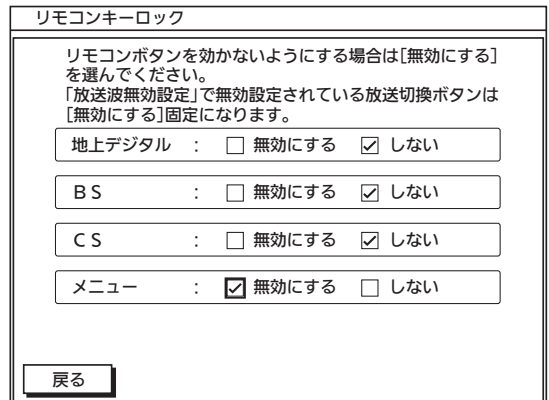 リモコンキーロック
リモコンボタンを効かないようにする場合は[無効にする]
を選んでください。
「放送波無効設定」で無効設定されている放送切換ボタンは
[無効にする]固定になります。
地上デジタル : 無効にする しない
ＢＳ : 無効にする しない
ＣＳ : 無効にする しない
メニュー : 無効にする しない
戻る